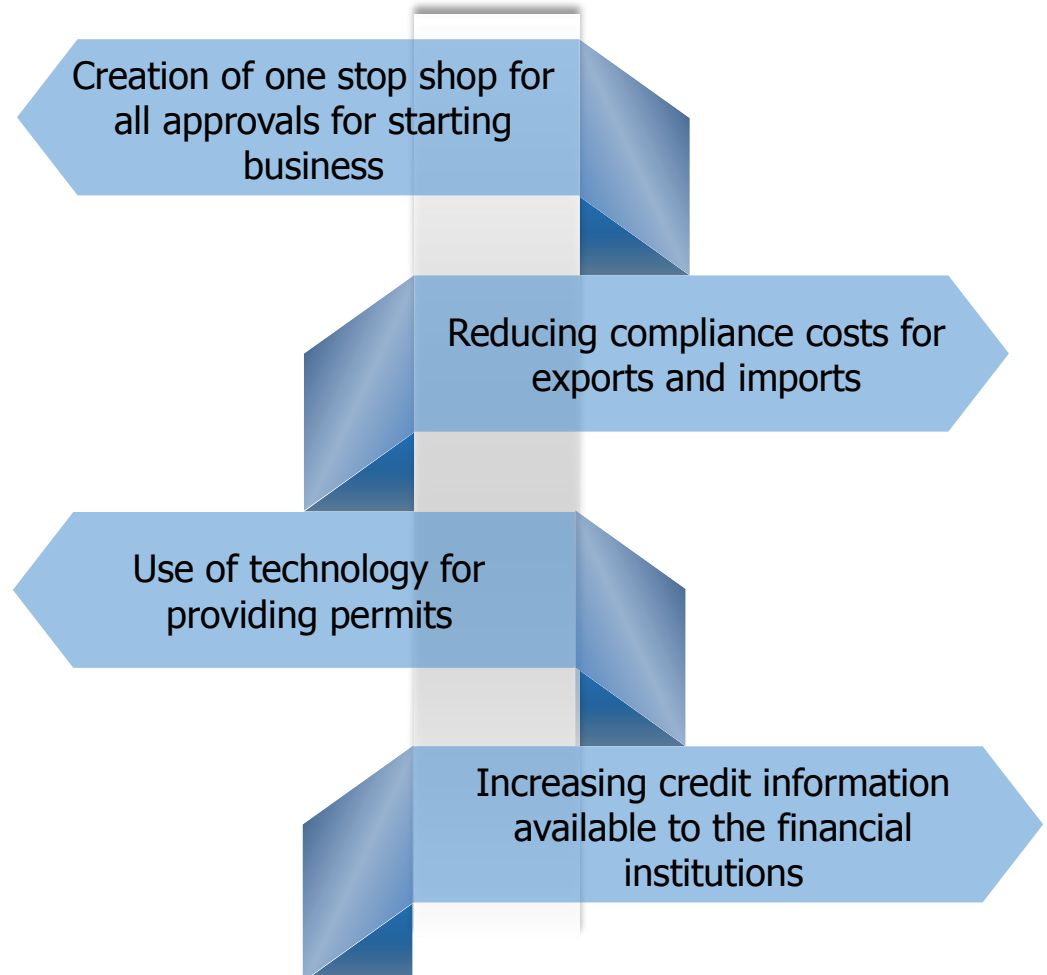 Creation of one stop shop for
all approvals for starting
business
Reducing compliance costs for
exports and imports
Use of technology for
providing permits
Increasing credit information
available to the financial
institutions